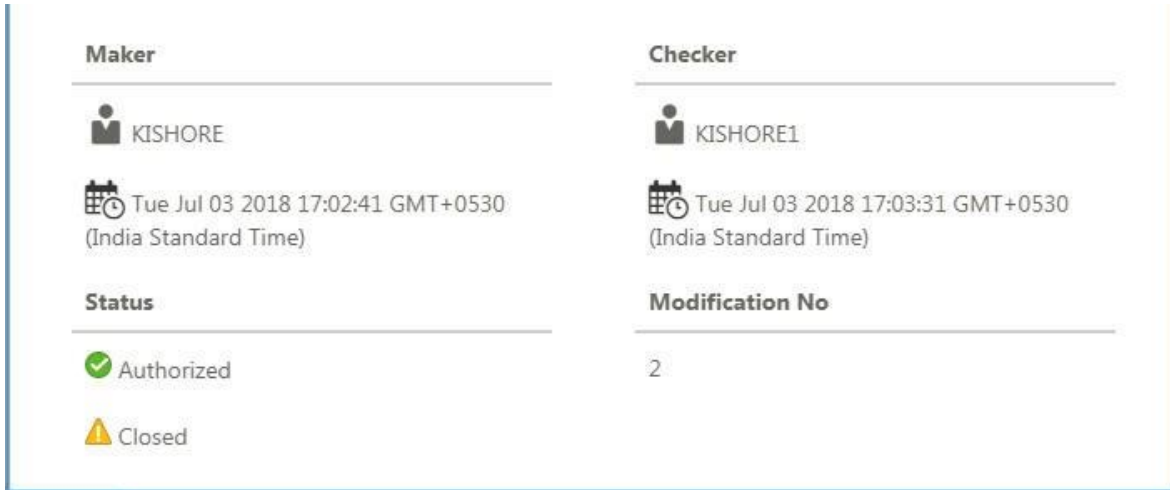 Maker
KISHORE
Tue Jul 03 2018 17:02:41 GMT+0530
(India Standard Time)
Checker
KISHORE1
Tue Jul 03 2018 17:03:31 GMT+0530
(India Standard Time)
Status
Authorized
Closed
Modification No
2